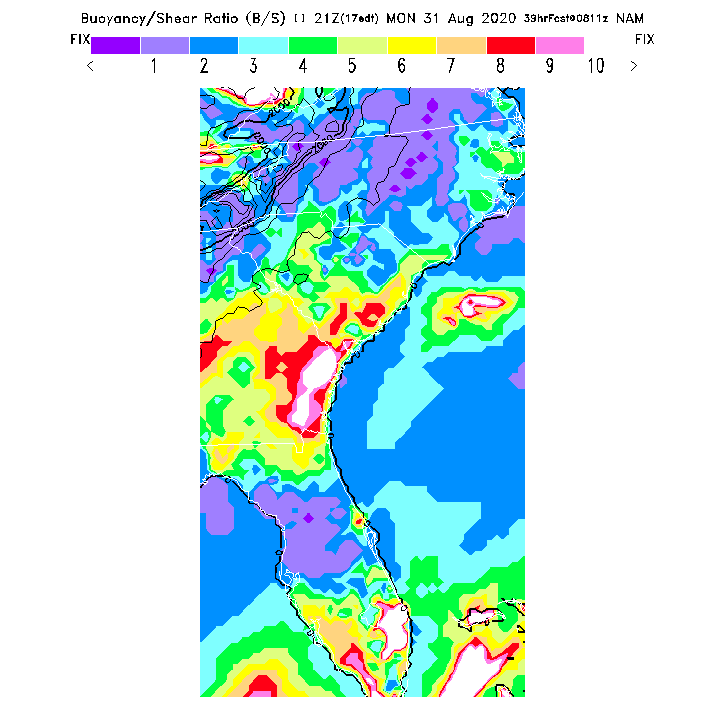 Buoyancy/Shear Ratio (B/S) [] 21Z(17edt) MON 31 Aug 2020 39hrFcst@0811z NAM
FIX FIX
< 1 2 3 4 5 6 7 8 9 10 >
2000